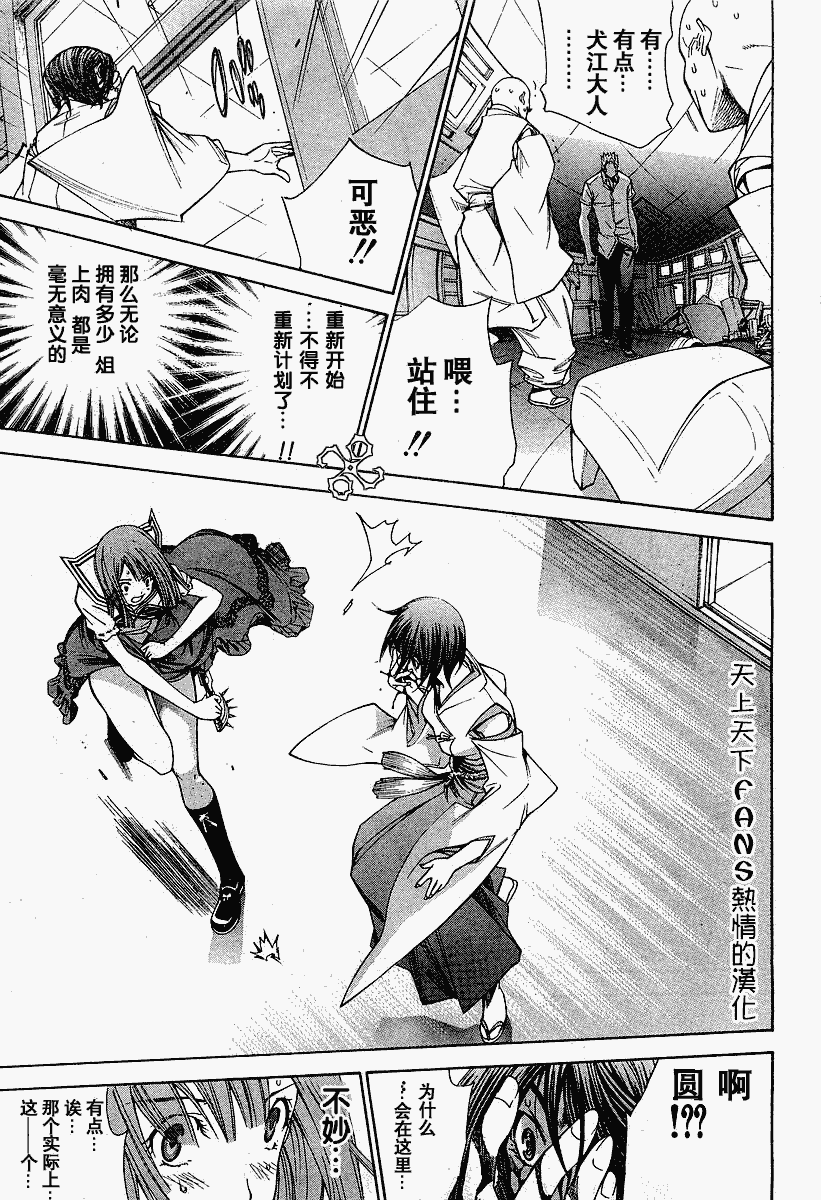 有……
有点…
犬江大人
……
喂…
站住
!!
可恶
!!
重新开始
…不得不
重新计划了…
!!
那么无论
拥有多少 俎
上肉 都是
毫无意义的
天上天下FANS熱情的漢化
啊
圆
!??
为什么
会在这里…
…
不妙…
有点…
诶…
那个实际上…
这——个…